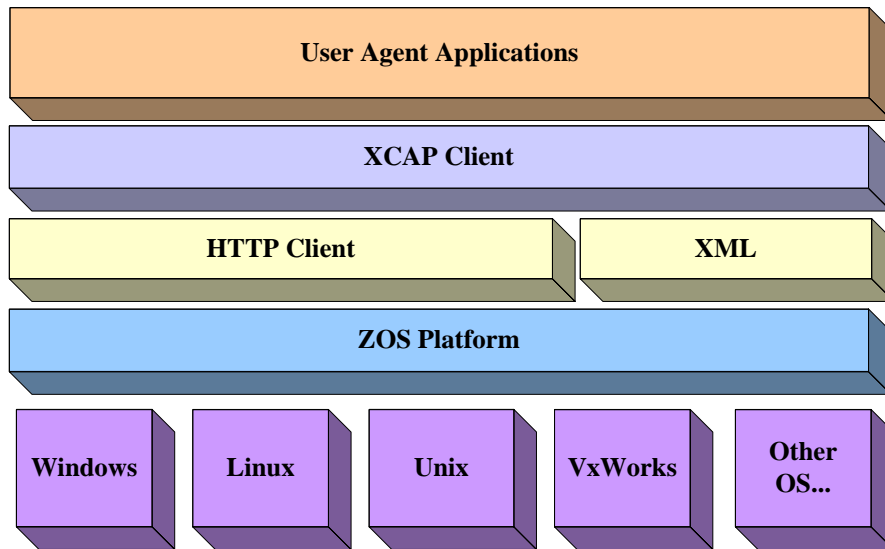 User Agent Applications
XCAP Client
HTTP Client
XML
ZOS Platform
Windows
Linux
Unix
VxWorks
Other
OS...